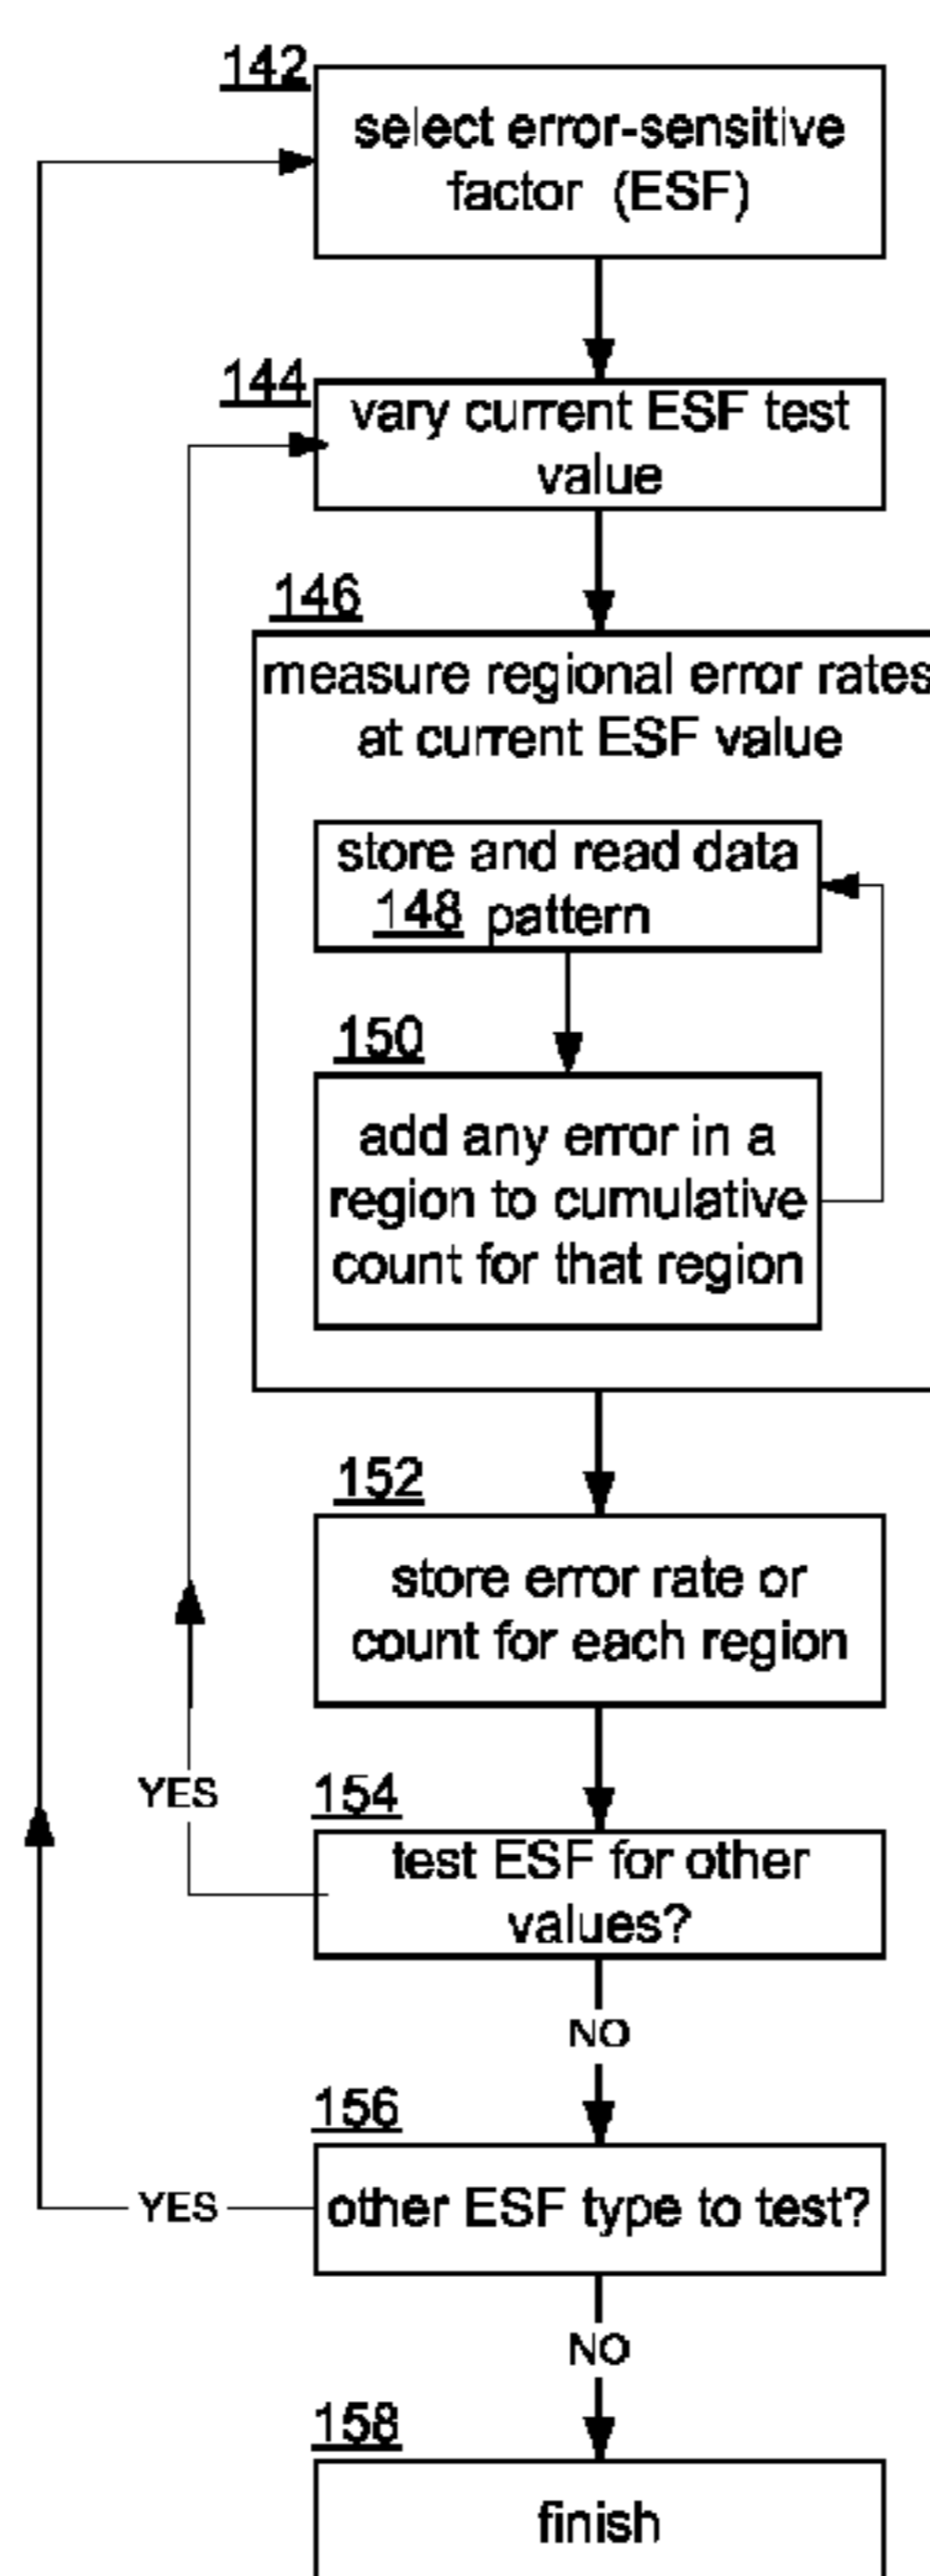 142
select error-sensitive
factor (ESF)
144
vary current ESF test
value
146
measure regional error rates
at current ESF value
store and read data
148 pattern
150
add any error in a
region to cumulative
count for that region
152
store error rate or
count for each region
YES
154
test ESF for other
values?
NO
156
YES
other ESF type to test?
NO
158
finish